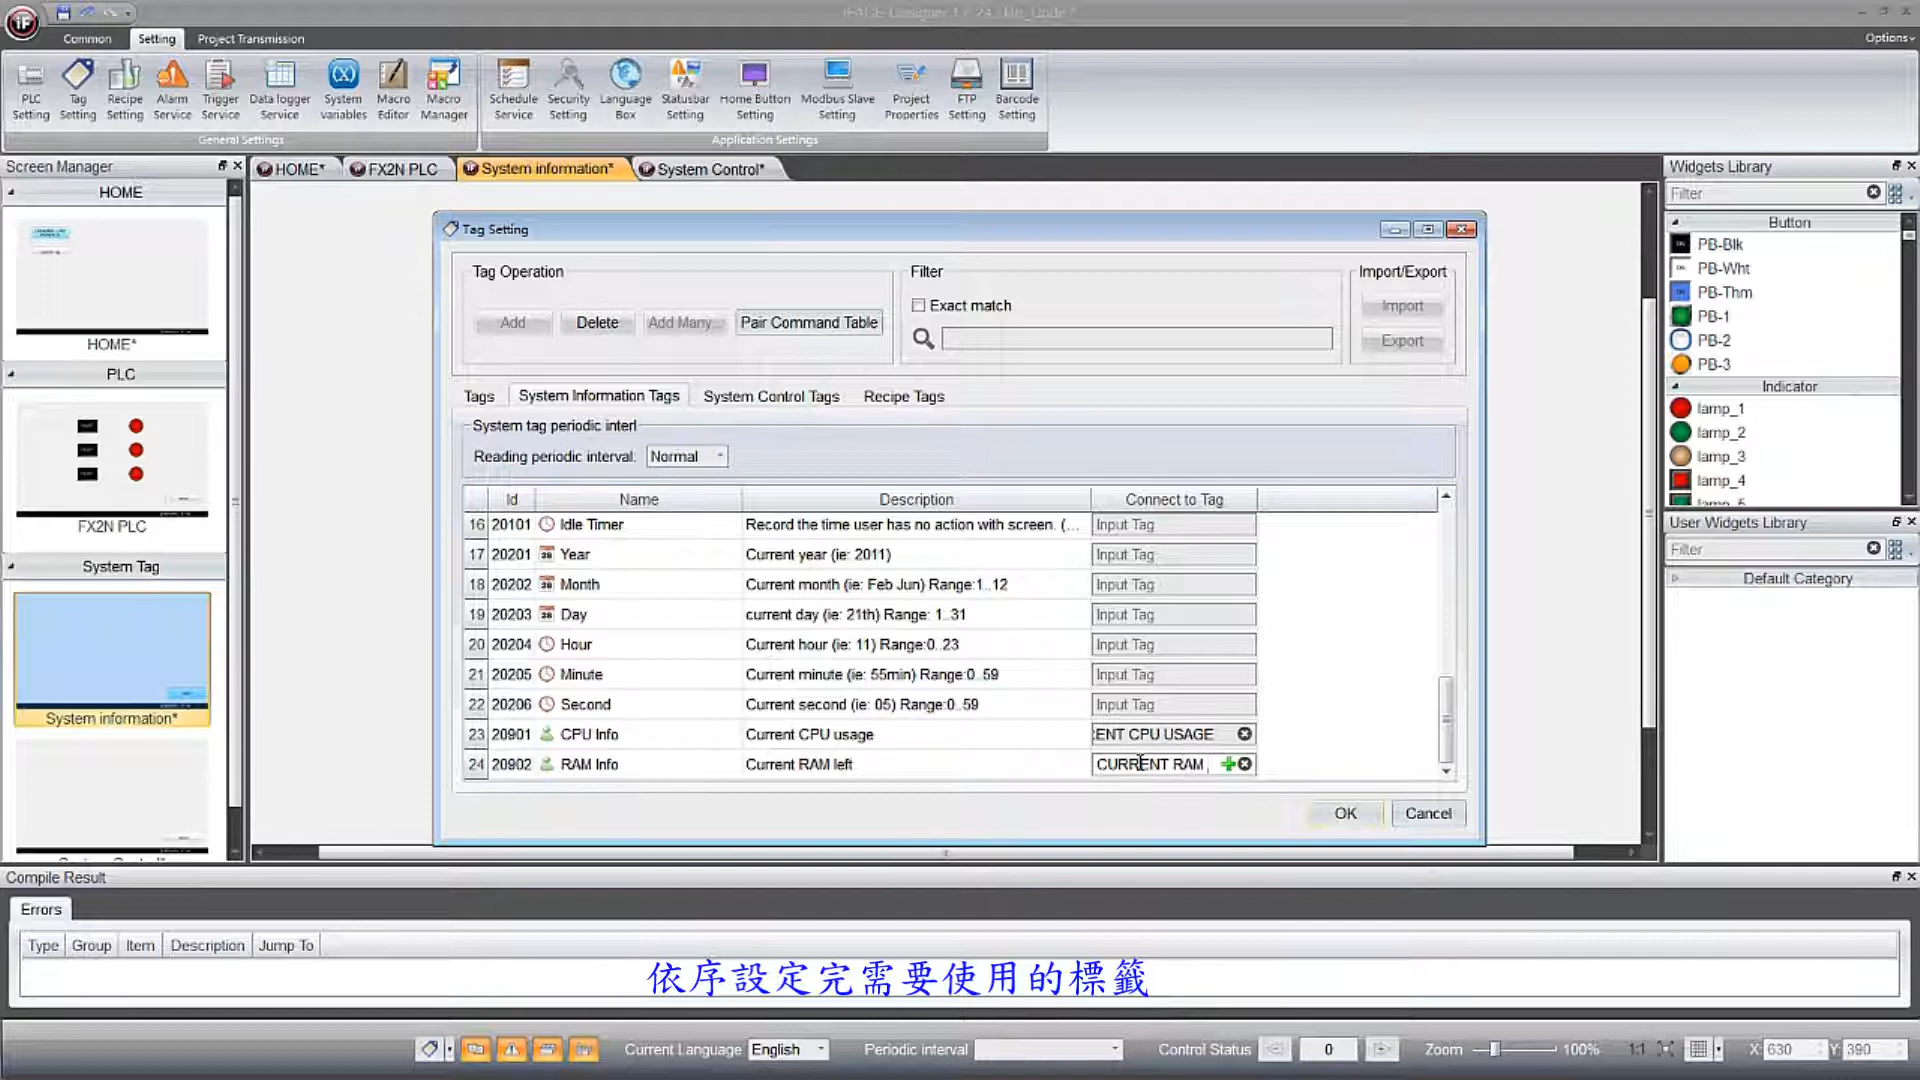 Common Setting Project Transmission Options
PLC Setting
Tag Setting
Recipe Setting
Alarm Service
Trigger Service
Data logger Service
System variables
Macro Editor
Macro Manager
Schedule Service
Security Setting
Language Box
Statusbar Setting
Home Button Setting
Modbus Slave Setting
Project Properties
FTP Setting
Barcode Setting
General Settings
Application Settings
Screen Manager
HOME* FX2N PLC System information* System Control*
HOME
HOME*
PLC
FX2N PLC
System Tag
System information*
Tag Setting
Tag Operation
Add Delete Add Many... Pair Command Table
Filter
Exact match
Import/Export
Import
Export
Tags System Information Tags System Control Tags Recipe Tags
System tag periodic interl
Reading periodic interval: Normal
Id Name Description Connect to Tag
16 20101 Idle Timer Record the time user has no action with screen. (... Input Tag
17 20201 Year Current year (ie: 2011) Input Tag
18 20202 Month Current month (ie: Feb Jun) Range:1..12 Input Tag
19 20203 Day current day (ie: 21th) Range: 1..31 Input Tag
20 20204 Hour Current hour (ie: 11) Range:0..23 Input Tag
21 20205 Minute Current minute (ie: 55min) Range:0..59 Input Tag
22 20206 Second Current second (ie: 05) Range:0..59 Input Tag
23 20901 CPU Info Current CPU usage ENT CPU USAGE
24 20902 RAM Info Current RAM left CURRENT RAM
OK Cancel
Widgets Library
Filter
Button
PB-Blk
PB-Wht
PB-Thm
PB-1
PB-2
PB-3
Indicator
lamp_1
lamp_2
lamp_3
lamp_4
User Widgets Library
Filter
Default Category
Compile Result
Errors
Type Group Item Description Jump To
依序設定完需要使用的標籤
Current Language English Periodic interval Control Status 0 Zoom 100% 1:1 X: 630 Y: 390